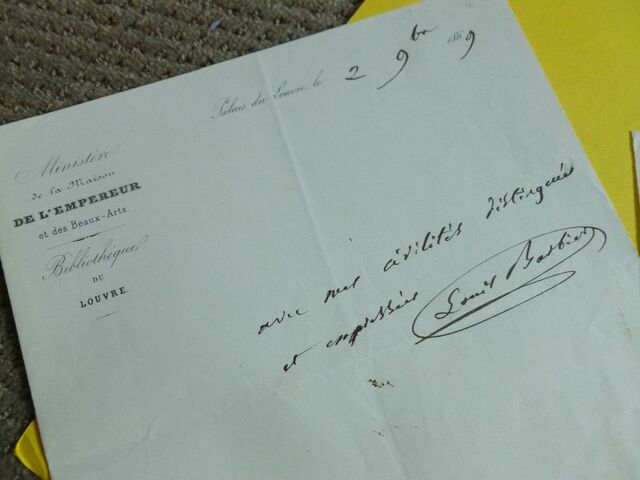 Palais du Louvre, le 2 9bre 1869
Ministère
de la Maison
DE L'EMPEREUR
et des Beaux-Arts.
Bibliothèque
DU
LOUVRE.
avec mes civilités distinguées
et empressées
Louis Barbier